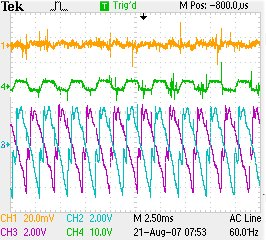 Tek T Trig'd M Pos: -800.0us
1
4
3
CH1 20.0mV CH2 2.00V M 2.50ms AC Line
CH3 2.00V CH4 10.0V 21-Aug-07 07:53 60.0Hz